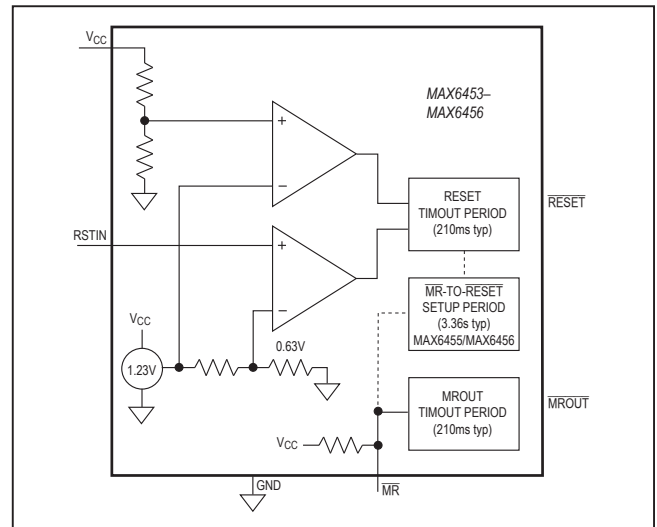 VCC
MAX6453–
MAX6456
+
−
RESET
TIMOUT PERIOD
(210ms typ)
RESET
RSTIN
+
−
MR-TO-RESET
SETUP PERIOD
(3.36s typ)
MAX6455/MAX6456
VCC
1.23V
0.63V
MROUT
TIMOUT PERIOD
(210ms typ)
MROUT
VCC
GND
MR